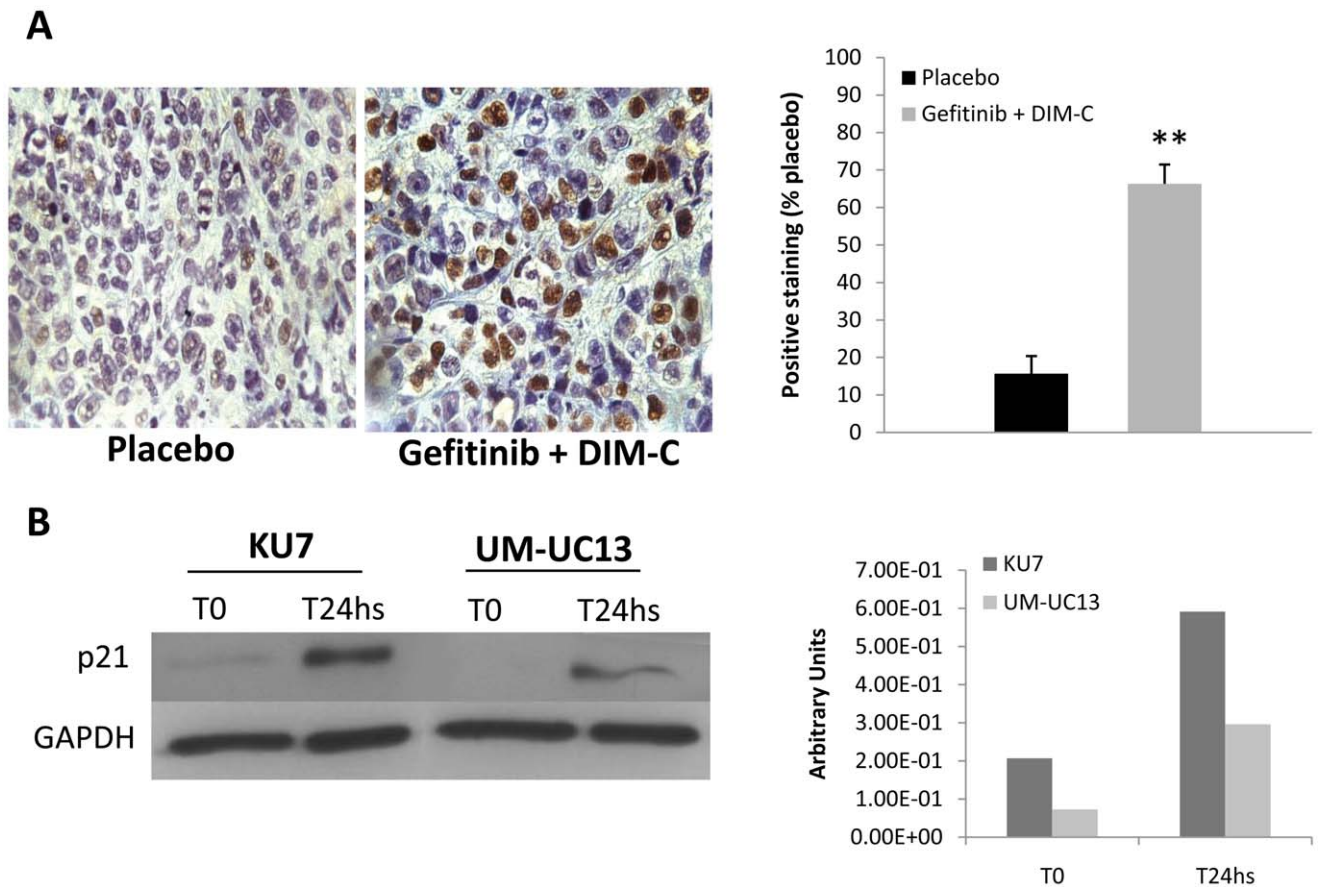 A
Placebo
Gefitinib + DIM-C
Positive staining (% placebo)
100
90
80
70
60
50
40
30
20
10
0
Placebo
Gefitinib + DIM-C
**
B
KU7 UM-UC13
T0 T24hs T0 T24hs
p21
GAPDH
Arbitrary Units
7.00E-01
6.00E-01
5.00E-01
4.00E-01
3.00E-01
2.00E-01
1.00E-01
0.00E+00
KU7
UM-UC13
T0 T24hs